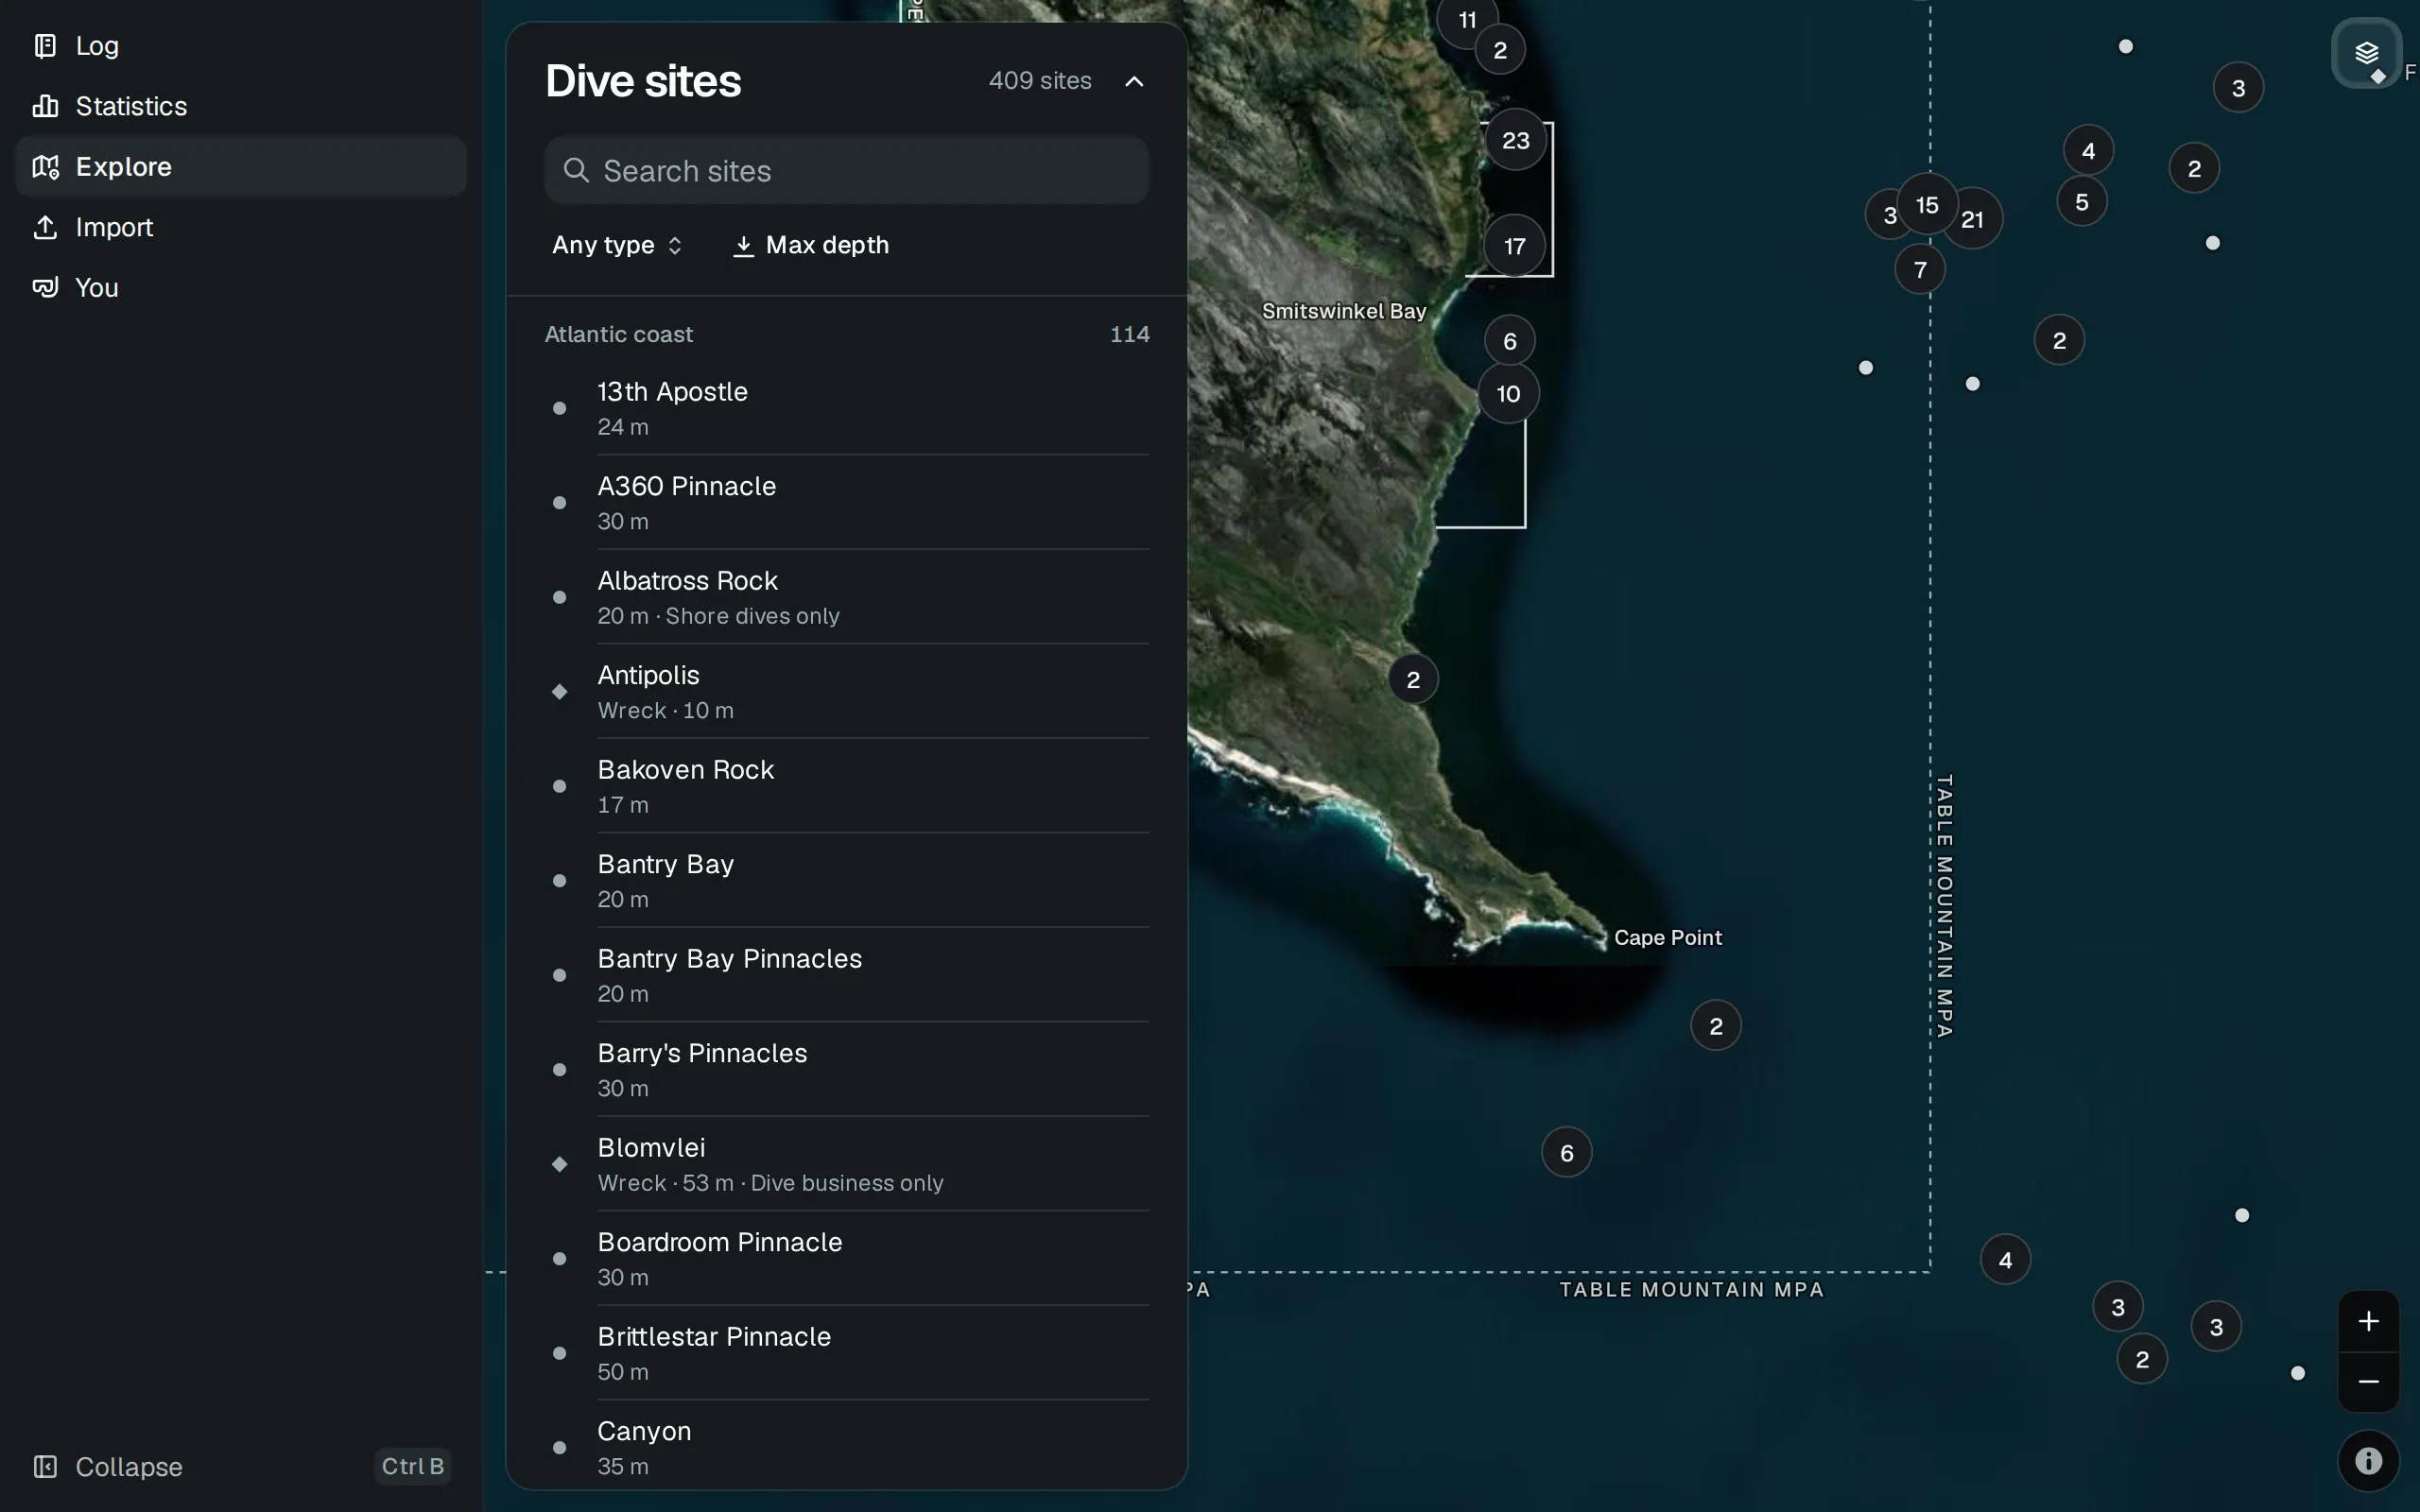 Log
Statistics
Explore
Import
You
Collapse
Ctrl B
Dive sites
409 sites
Search sites
Any type
Max depth
Atlantic coast
114
13th Apostle
24 m
A360 Pinnacle
30 m
Albatross Rock
20 m · Shore dives only
Antipolis
Wreck · 10 m
Bakoven Rock
17 m
Bantry Bay
20 m
Bantry Bay Pinnacles
20 m
Barry's Pinnacles
30 m
Blomvlei
Wreck · 53 m · Dive business only
Boardroom Pinnacle
30 m
Brittlestar Pinnacle
50 m
Canyon
35 m
PE
11
2
23
17
Smitswinkel Bay
6
10
2
Cape Point
2
6
PA
TABLE MOUNTAIN MPA
TABLE MOUNTAIN MPA
3
4
2
5
3
15
21
7
2
F
4
3
3
2